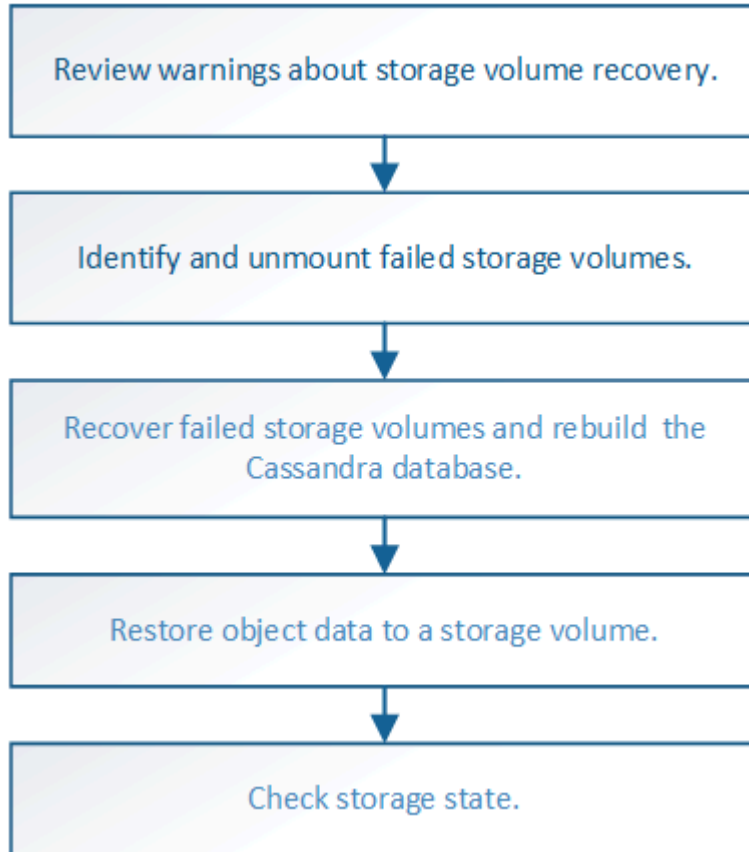 Review warnings about storage volume recovery.
Identify and unmount failed storage volumes.
Recover failed storage volumes and rebuild the
Cassandra database.
Restore object data to a storage volume.
Check storage state.